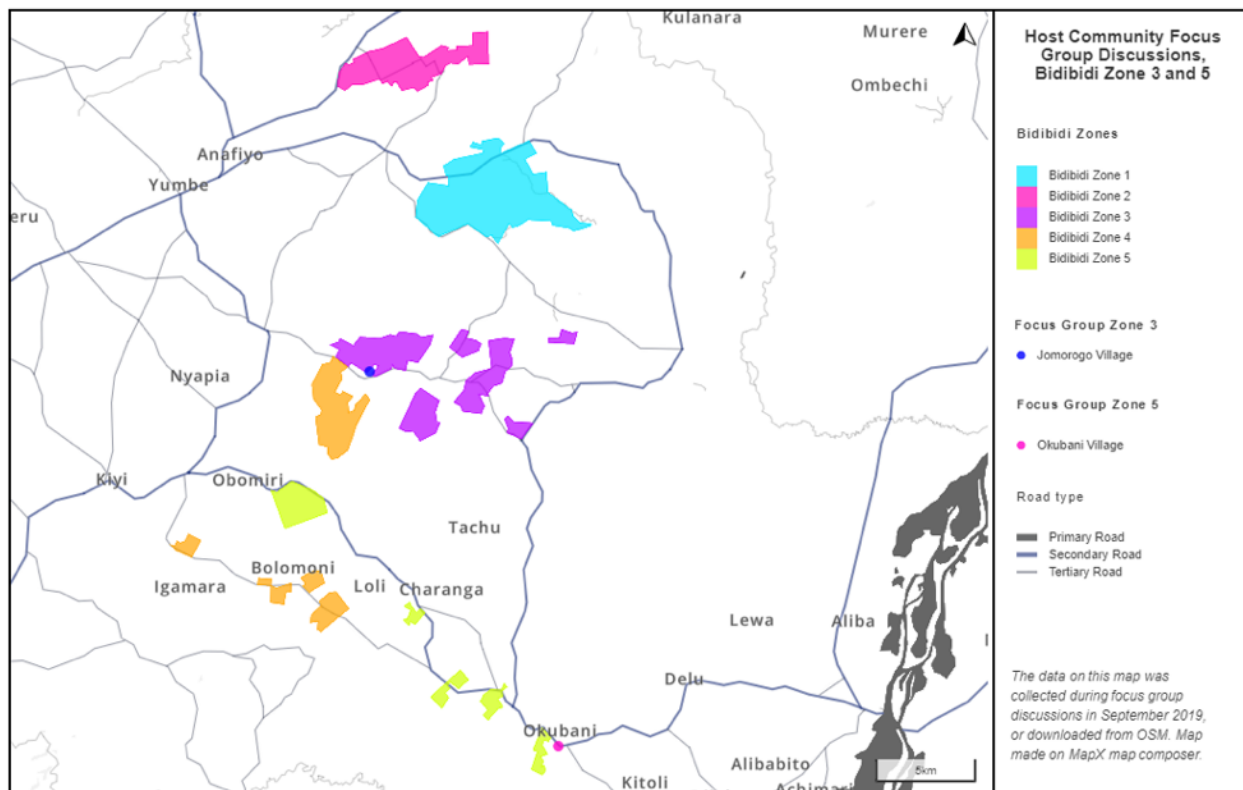 Kulanara
Murere
Ombechi
Anafiyo
Yumbe
eru
Nyapia
Kiyi
Obomiri
Tachu
Bolomoni
Igamara
Loli
Charanga
Lewa
Aliba
Delu
Okubani
Alibabito
Kitoli
Achimari
5km
Host Community Focus
Group Discussions,
Bidibidi Zone 3 and 5
Bidibidi Zones
Bidibidi Zone 1
Bidibidi Zone 2
Bidibidi Zone 3
Bidibidi Zone 4
Bidibidi Zone 5
Focus Group Zone 3
Jomorogo Village
Focus Group Zone 5
Okubani Village
Road type
Primary Road
Secondary Road
Tertiary Road
The data on this map was
collected during focus group
discussions in September 2019,
or downloaded from OSM. Map
made on MapX map composer.